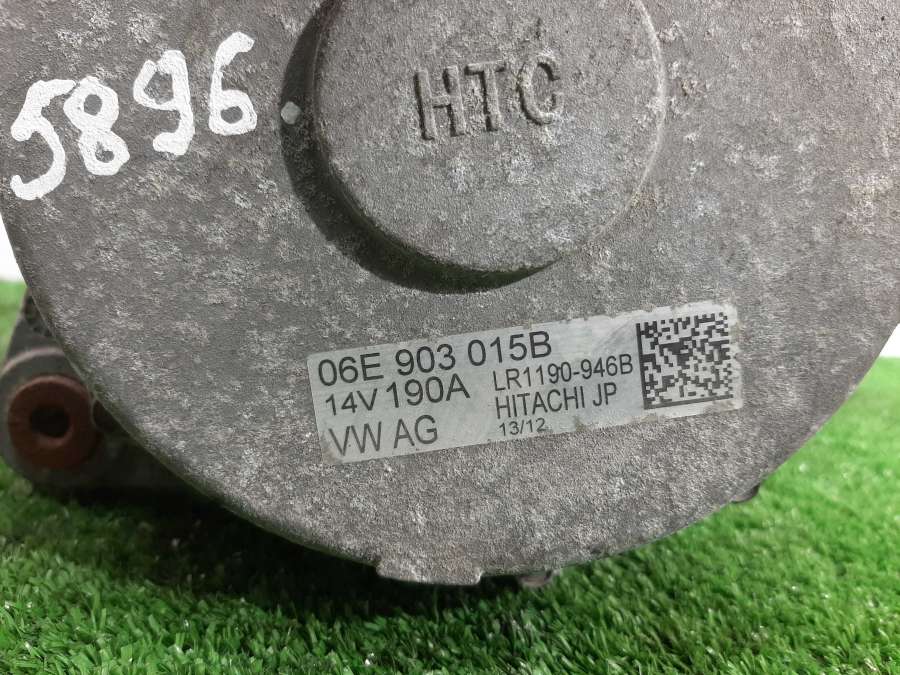 5896
HTC
06E 903 015B
14V 190A LR1190-946B
HITACHI JP
VW AG 13/12